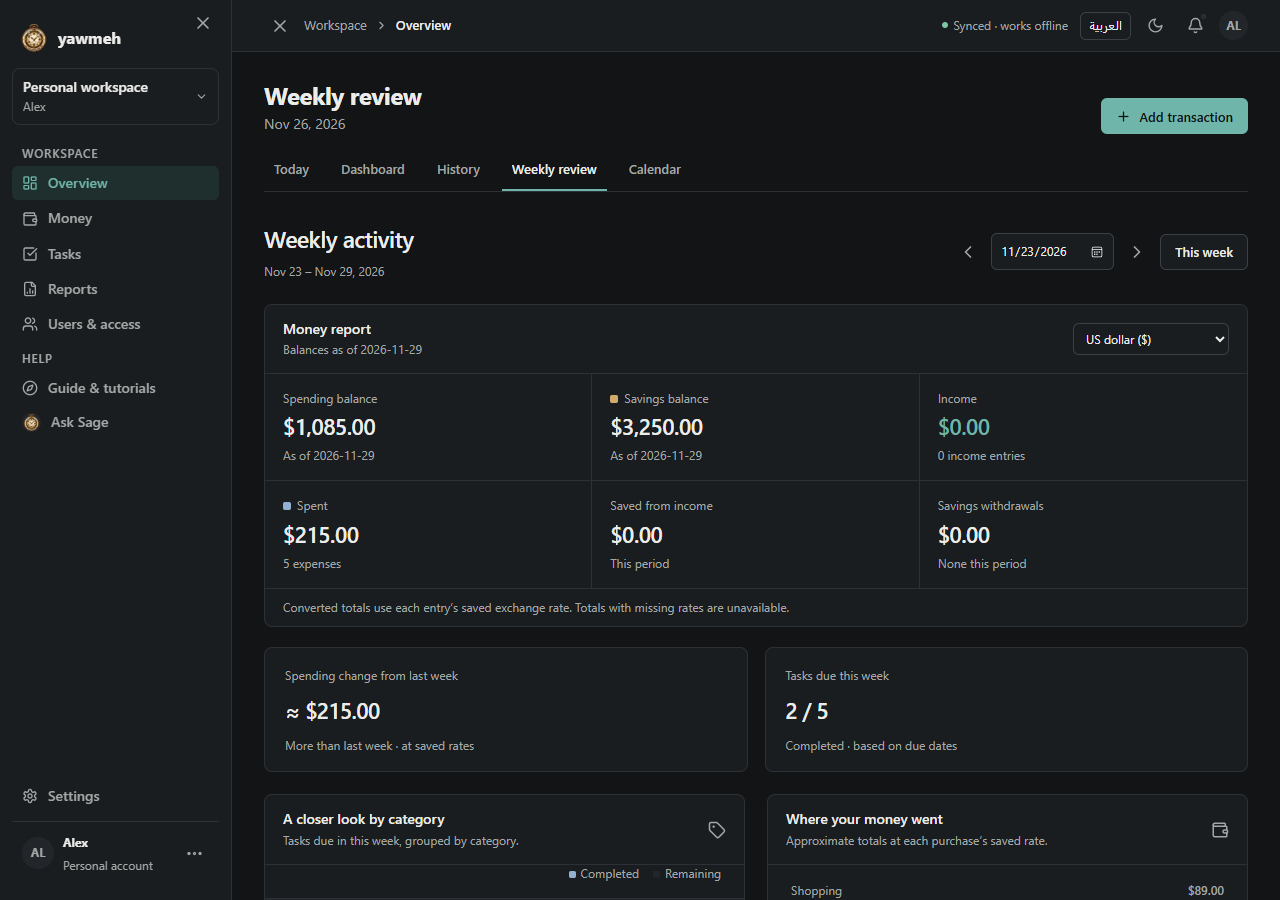 yawmeh
Personal workspace
Alex
WORKSPACE
Overview
Money
Tasks
Reports
Users & access
HELP
Guide & tutorials
Ask Sage
Settings
AL
Alex
Personal account
Workspace > Overview
Synced · works offline
العربية
AL
Weekly review
Nov 26, 2026
+ Add transaction
Today Dashboard History Weekly review Calendar
Weekly activity
Nov 23 – Nov 29, 2026
11/23/2026
This week
Money report
Balances as of 2026-11-29
US dollar ($)
Spending balance
$1,085.00
As of 2026-11-29
Savings balance
$3,250.00
As of 2026-11-29
Income
$0.00
0 income entries
Spent
$215.00
5 expenses
Saved from income
$0.00
This period
Savings withdrawals
$0.00
None this period
Converted totals use each entry's saved exchange rate. Totals with missing rates are unavailable.
Spending change from last week
≈ $215.00
More than last week · at saved rates
Tasks due this week
2 / 5
Completed · based on due dates
A closer look by category
Tasks due in this week, grouped by category.
Completed Remaining
Where your money went
Approximate totals at each purchase's saved rate.
Shopping $89.00